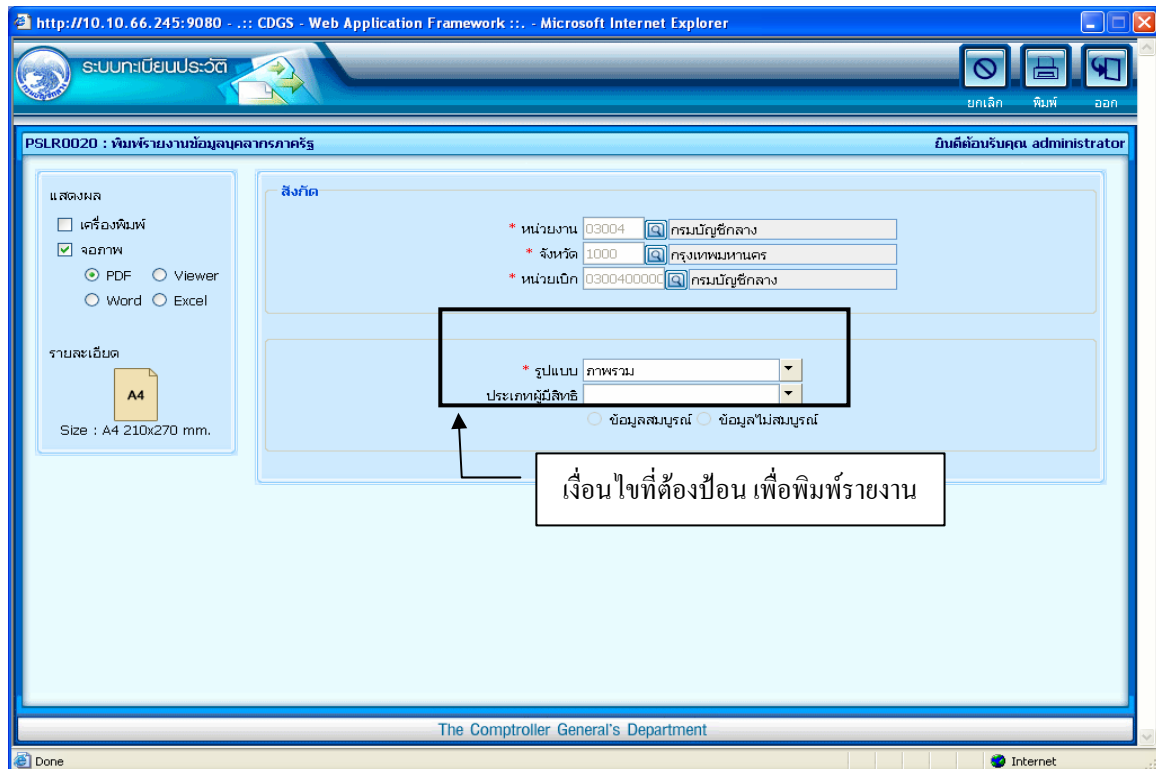 http://10.10.66.245:9080 - .:: CDGS - Web Application Framework ::. - Microsoft Internet Explorer
ระบบทะเบียนประวัติ
ยกเลิก พิมพ์ ออก
PSLR0020 : พิมพ์รายงานข้อมูลบุคลากรภาครัฐ ยินดีต้อนรับคุณ administrator
แสดงผล
เครื่องพิมพ์
จอภาพ
PDF Viewer
Word Excel
รายละเอียด
A4
Size : A4 210x270 mm.
สังกัด
* หน่วยงาน 03004 กรมบัญชีกลาง
* จังหวัด 1000 กรุงเทพมหานคร
* หน่วยเบิก 0300400000 กรมบัญชีกลาง
* รูปแบบ ภาพรวม
ประเภทผู้มีสิทธิ
ข้อมูลสมบูรณ์ ข้อมูลไม่สมบูรณ์
เงื่อนไขที่ต้องป้อน เพื่อพิมพ์รายงาน
The Comptroller General's Department
Done Internet